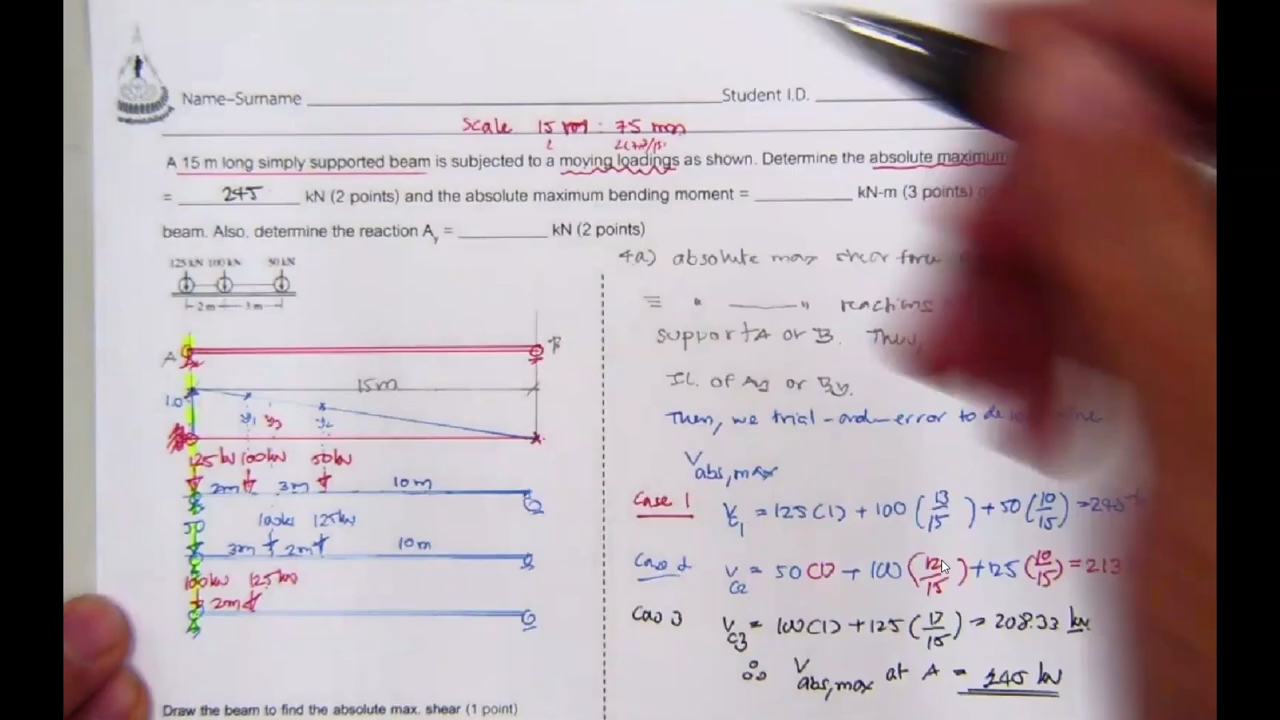 Name–Surname
Student I.D.
Scale 15 m : 75 mm
A 15 m long simply supported beam is subjected to a moving loadings as shown. Determine the absolute maximum
= 245 kN (2 points) and the absolute maximum bending moment = kN-m (3 points)
beam. Also, determine the reaction Ay = kN (2 points)
125 kN 100 kN 50 kN
2 m 3 m
4a) absolute max shear force
= " " reactions
support A or B. Then,
IL. of Ay or By.
Then, we trial-and-error to determine
Vabs,max
A B
15m
1.0
y1 y3 y2
125 kN 100kN 50kN
2m 3m 10m
50 100kN 125kN
3m 2m 10m
100kN 125kN
2m
Case 1 VC1 = 125(1) + 100 (13/15) + 50 (10/15) = 245
Case 2 VC2 = 50(1) + 100 (12/15) + 125 (10/15) = 213
Case 3 VC3 = 100(1) + 125 (13/15) = 208.33 kN
∴ Vabs,max at A = 245 kN
Draw the beam to find the absolute max. shear (1 point)